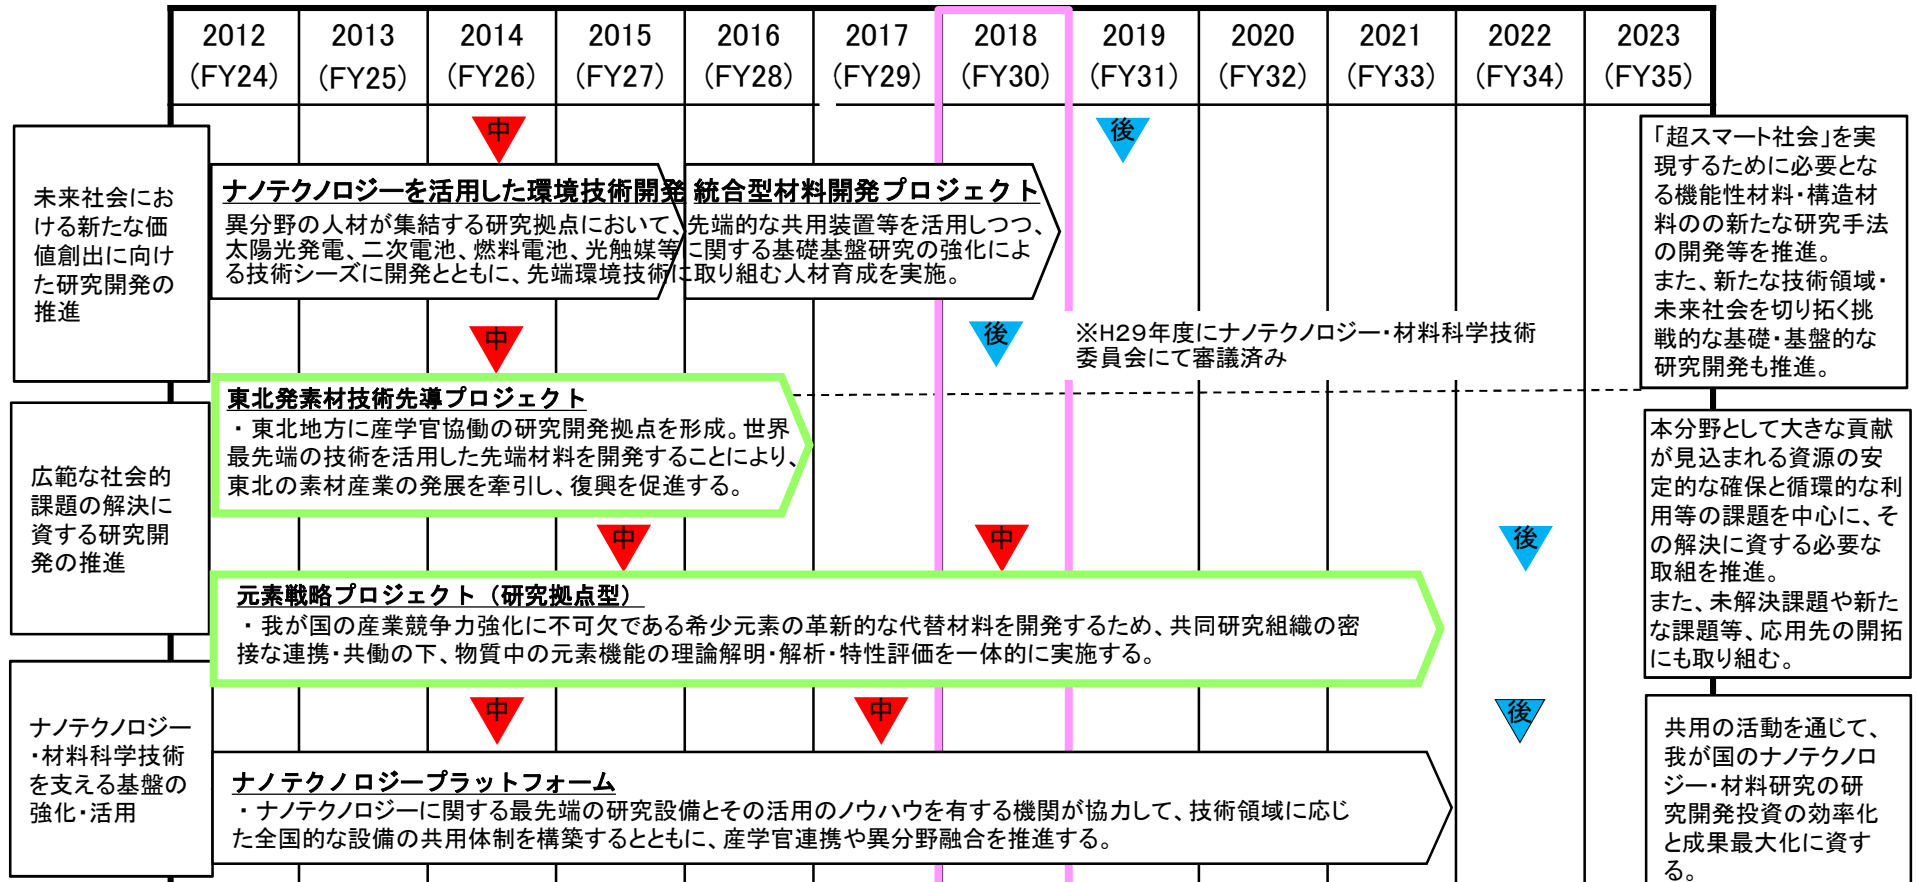 2012
(FY24)
2013
(FY25)
2014
(FY26)
2015
(FY27)
2016
(FY28)
2017
(FY29)
2018
(FY30)
2019
(FY31)
2020
(FY32)
2021
(FY33)
2022
(FY34)
2023
(FY35)
未来社会にお
ける新たな価
値創出に向け
た研究開発の
推進
中
後
ナノテクノロジーを活用した環境技術開発
統合型材料開発プロジェクト
異分野の人材が集結する研究拠点において、先端的な共用装置等を活用しつつ、
太陽光発電、二次電池、燃料電池、光触媒等に関する基礎基盤研究の強化によ
る技術シーズに開発とともに、先端環境技術に取り組む人材育成を実施。
「超スマート社会」を実
現するために必要とな
る機能性材料・構造材
料のの新たな研究手法
の開発等を推進。
また、新たな技術領域・
未来社会を切り拓く挑
戦的な基礎・基盤的な
研究開発も推進。
中
後
※H29年度にナノテクノロジー・材料科学技術
委員会にて審議済み
広範な社会的
課題の解決に
資する研究開
発の推進
東北発素材技術先導プロジェクト
・東北地方に産学官協働の研究開発拠点を形成。世界
最先端の技術を活用した先端材料を開発することにより、
東北の素材産業の発展を牽引し、復興を促進する。
中
中
後
元素戦略プロジェクト（研究拠点型）
・我が国の産業競争力強化に不可欠である希少元素の革新的な代替材料を開発するため、共同研究組織の密
接な連携・共働の下、物質中の元素機能の理論解明・解析・特性評価を一体的に実施する。
本分野として大きな貢献
が見込まれる資源の安
定的な確保と循環的な利
用等の課題を中心に、そ
の解決に資する必要な
取組を推進。
また、未解決課題や新た
な課題等、応用先の開拓
にも取り組む。
ナノテクノロジー
・材料科学技術
を支える基盤の
強化・活用
中
中
後
ナノテクノロジープラットフォーム
・ナノテクノロジーに関する最先端の研究設備とその活用のノウハウを有する機関が協力して、技術領域に応じ
た全国的な設備の共用体制を構築するとともに、産学官連携や異分野融合を推進する。
共用の活動を通じて、
我が国のナノテクノロ
ジー・材料研究の研
究開発投資の効率化
と成果最大化に資す
る。